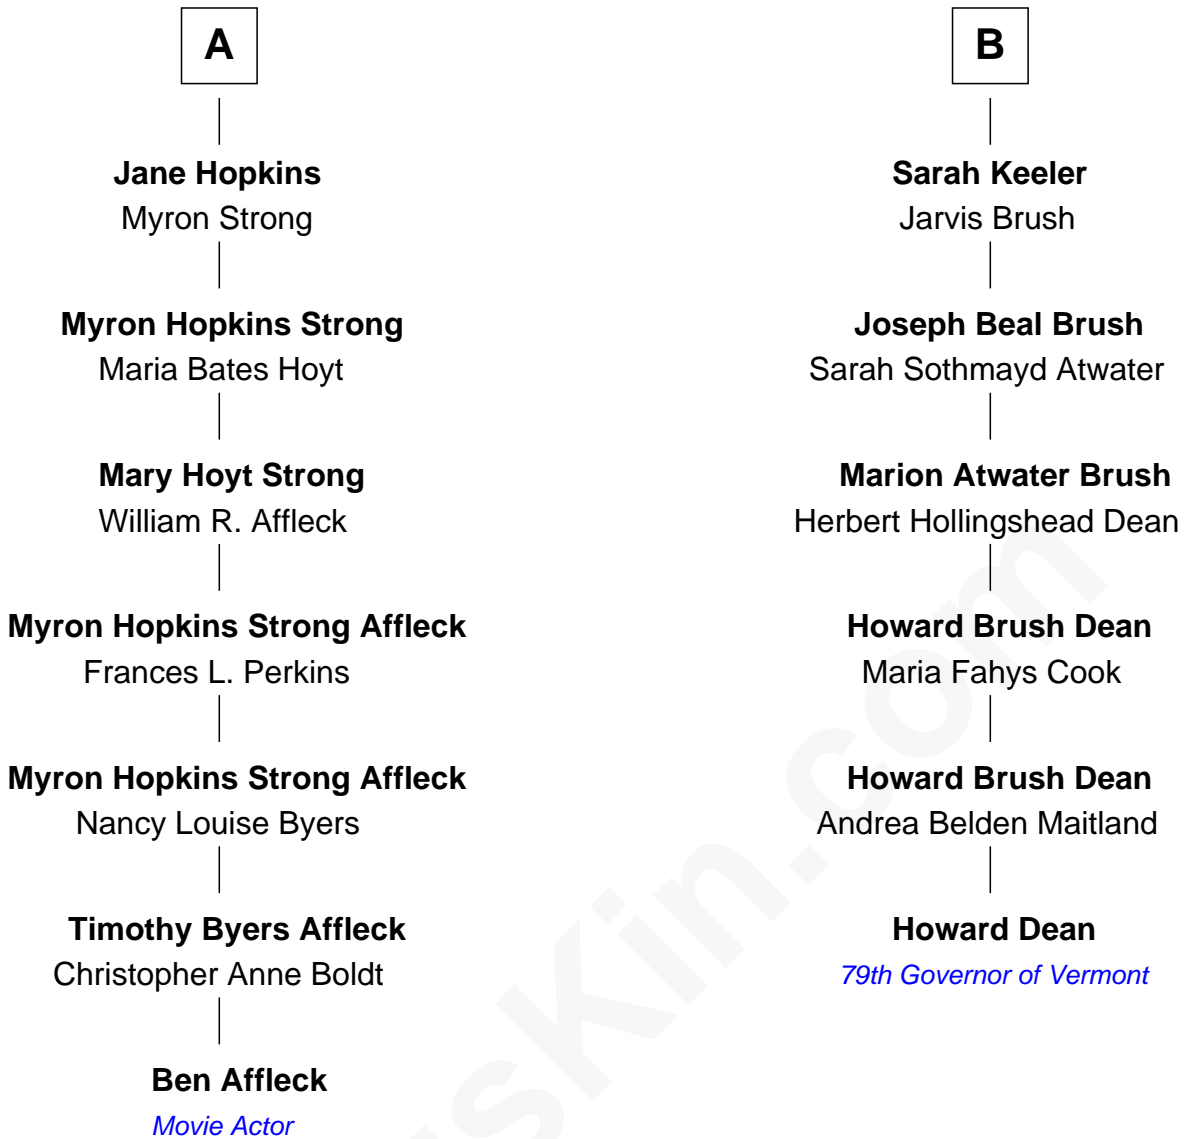 A
Jane Hopkins
Myron Strong
Myron Hopkins Strong
Maria Bates Hoyt
Mary Hoyt Strong
William R. Affleck
Myron Hopkins Strong Affleck
Frances L. Perkins
Myron Hopkins Strong Affleck
Nancy Louise Byers
Timothy Byers Affleck
Christopher Anne Boldt
Ben Affleck
Movie Actor
B
Sarah Keeler
Jarvis Brush
Joseph Beal Brush
Sarah Sothmayd Atwater
Marion Atwater Brush
Herbert Hollingshead Dean
Howard Brush Dean
Maria Fahys Cook
Howard Brush Dean
Andrea Belden Maitland
Howard Dean
79th Governor of Vermont
usKin.com